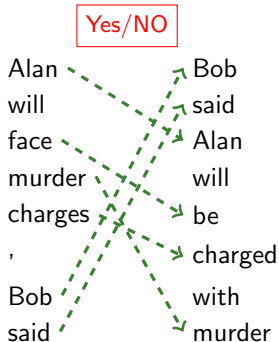 Yes/NO
Alan Bob
will said
face Alan
murder will
charges be
, charged
Bob with
said murder